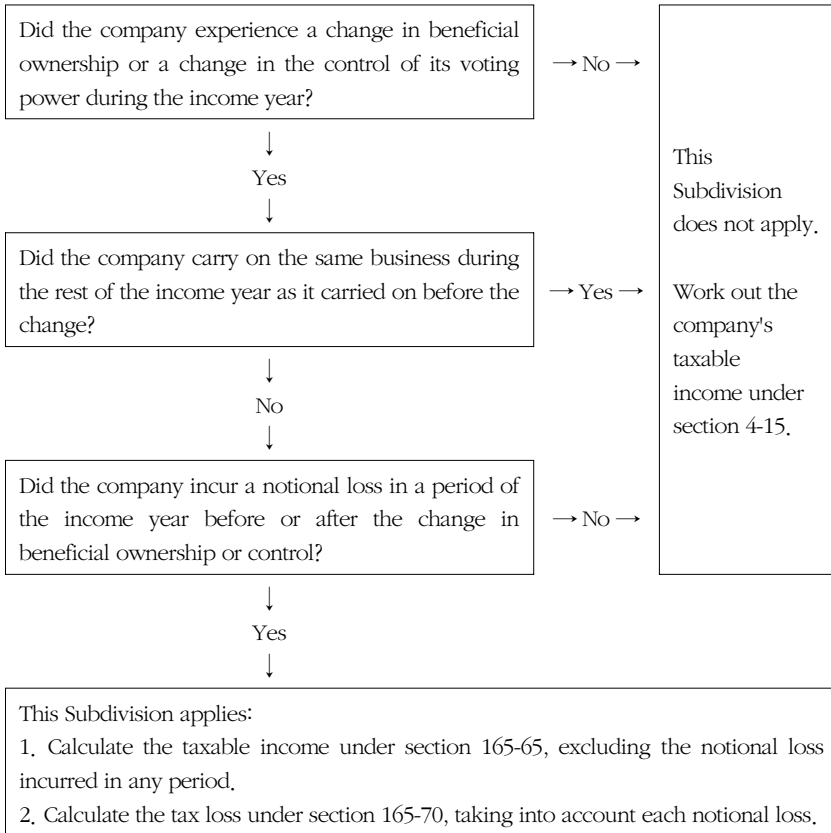 Did the company experience a change in beneficial
ownership or a change in the control of its voting
power during the income year?
→ No →
↓
Yes
↓
Did the company carry on the same business during
the rest of the income year as it carried on before the
change?
→ Yes →
↓
No
↓
Did the company incur a notional loss in a period of
the income year before or after the change in
beneficial ownership or control?
→ No →
This
Subdivision
does not apply.
Work out the
company's
taxable
income under
section 4-15.
↓
Yes
↓
This Subdivision applies:
1. Calculate the taxable income under section 165-65, excluding the notional loss
incurred in any period.
2. Calculate the tax loss under section 165-70, taking into account each notional loss.